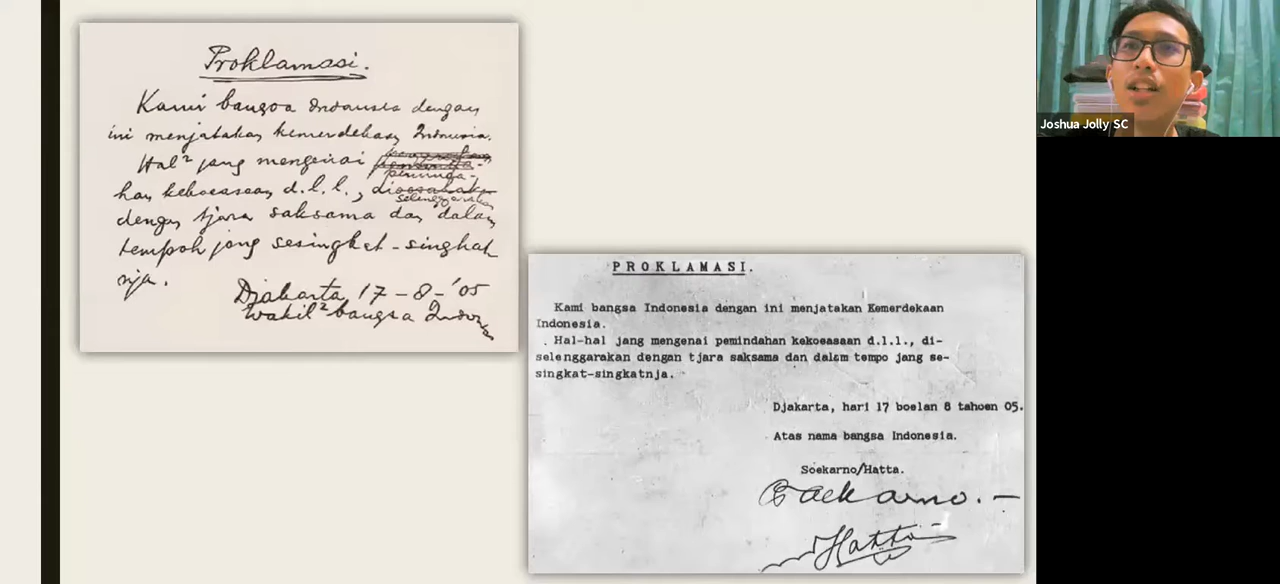 Proklamasi.
Kami bangsa Indonesia dengan
ini menjatakan kemerdekaan Indonesia.
Hal² jang mengenai
peminda-
han kekoeasaan d.l.l., dioesahakan
selenggarakan
dengan tjara saksama dan dalam
tempoh jang sesingkat-singkat
nja.
Djakarta, 17-8-'05
Wakil² bangsa Indonesia
PROKLAMASI.
Kami bangsa Indonesia dengan ini menjatakan Kemerdekaan
Indonesia.
Hal-hal jang mengenai pemindahan kekoeasaan d.l.l., di-
selenggarakan dengan tjara saksama dan dalam tempo jang se-
singkat-singkatnja.
Djakarta, hari 17 boelan 8 tahoen 05.
Atas nama bangsa Indonesia.
Soekarno/Hatta.
Soekarno.
Hatta
Joshua Jolly SC